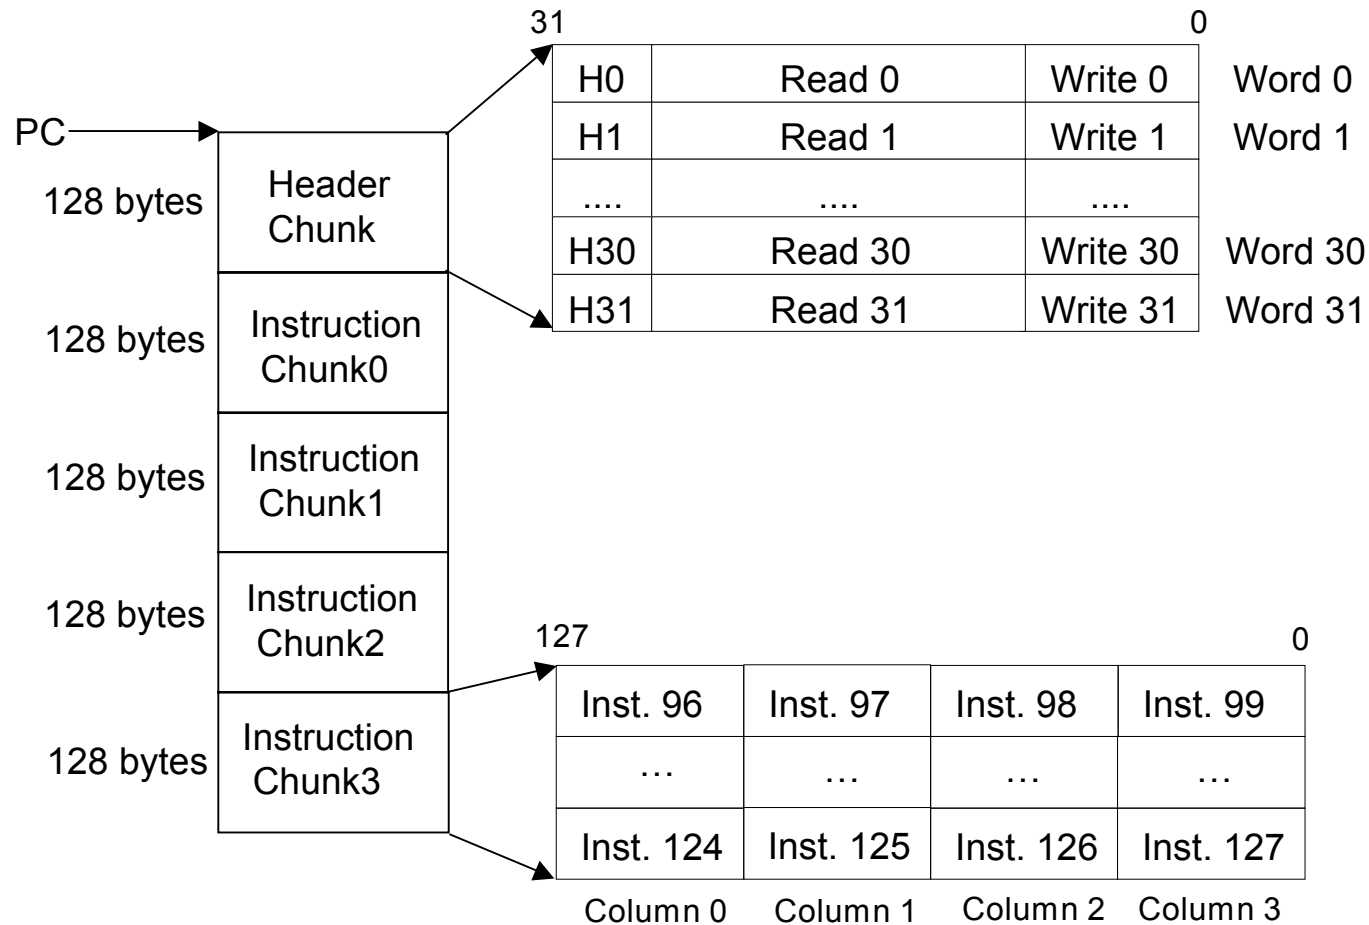 31 0
H0 Read 0 Write 0 Word 0
PC
H1 Read 1 Write 1 Word 1
128 bytes
Header
Chunk
.... .... ....
H30 Read 30 Write 30 Word 30
H31 Read 31 Write 31 Word 31
128 bytes
Instruction
Chunk0
128 bytes
Instruction
Chunk1
128 bytes
Instruction
Chunk2
128 bytes
Instruction
Chunk3
127 0
Inst. 96 Inst. 97 Inst. 98 Inst. 99
... ... ... ...
Inst. 124 Inst. 125 Inst. 126 Inst. 127
Column 0 Column 1 Column 2 Column 3